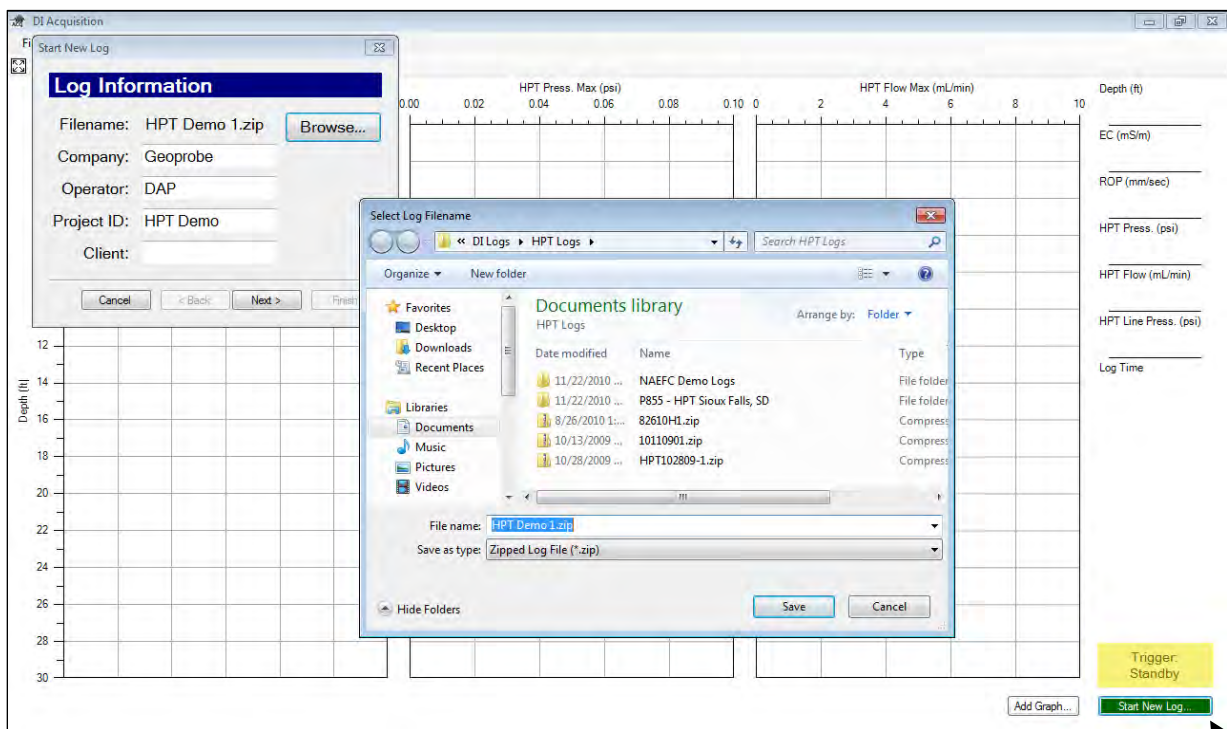 DI Acquisition
Fi
Start New Log
Log Information
Filename: HPT Demo 1.zip Browse...
Company: Geoprobe
Operator: DAP
Project ID: HPT Demo
Client:
Cancel < Back Next > Finish
HPT Press. Max (psi)
0.00 0.02 0.04 0.06 0.08 0.10
HPT Flow Max (mL/min)
0 2 4 6 8 10
Depth (ft)
EC (mS/m)
ROP (mm/sec)
HPT Press. (psi)
HPT Flow (mL/min)
HPT Line Press. (psi)
Log Time
Select Log Filename
« DI Logs HPT Logs Search HPT Logs
Organize New folder
Favorites
Desktop
Downloads
Recent Places
Libraries
Documents
Music
Pictures
Videos
Documents library
HPT Logs
Arrange by: Folder
Date modified Name Type
11/22/2010 ... NAEFC Demo Logs File folder
11/22/2010 ... P855 - HPT Sioux Falls, SD File folder
8/26/2010 1:... 82610H1.zip Compress
10/13/2009 ... 10110901.zip Compress
10/28/2009 ... HPT102809-1.zip Compress
File name: HPT Demo 1.zip
Save as type: Zipped Log File (*.zip)
Hide Folders Save Cancel
Depth (ft)
12
14
16
18
20
22
24
26
28
30
Trigger:
Standby
Add Graph... Start New Log...